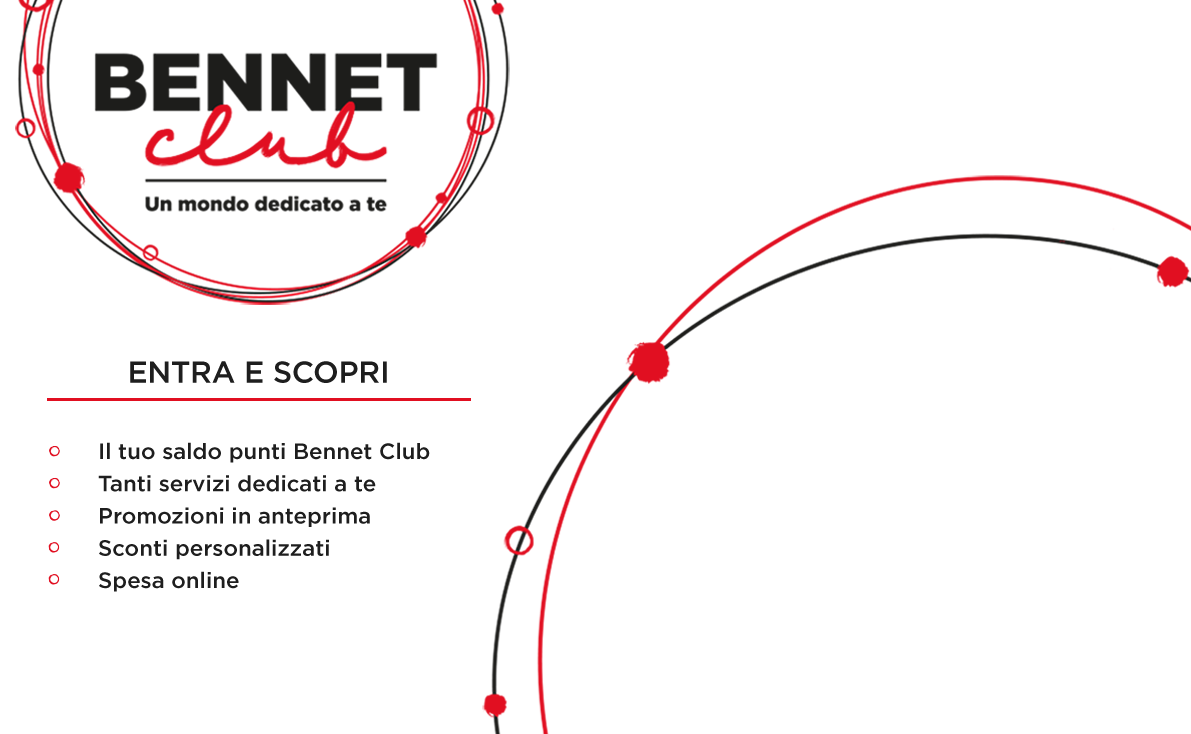 BENNET
club
Un mondo dedicato a te
ENTRA E SCOPRI
Il tuo saldo punti Bennet Club
Tanti servizi dedicati a te
Promozioni in anteprima
Sconti personalizzati
Spesa online